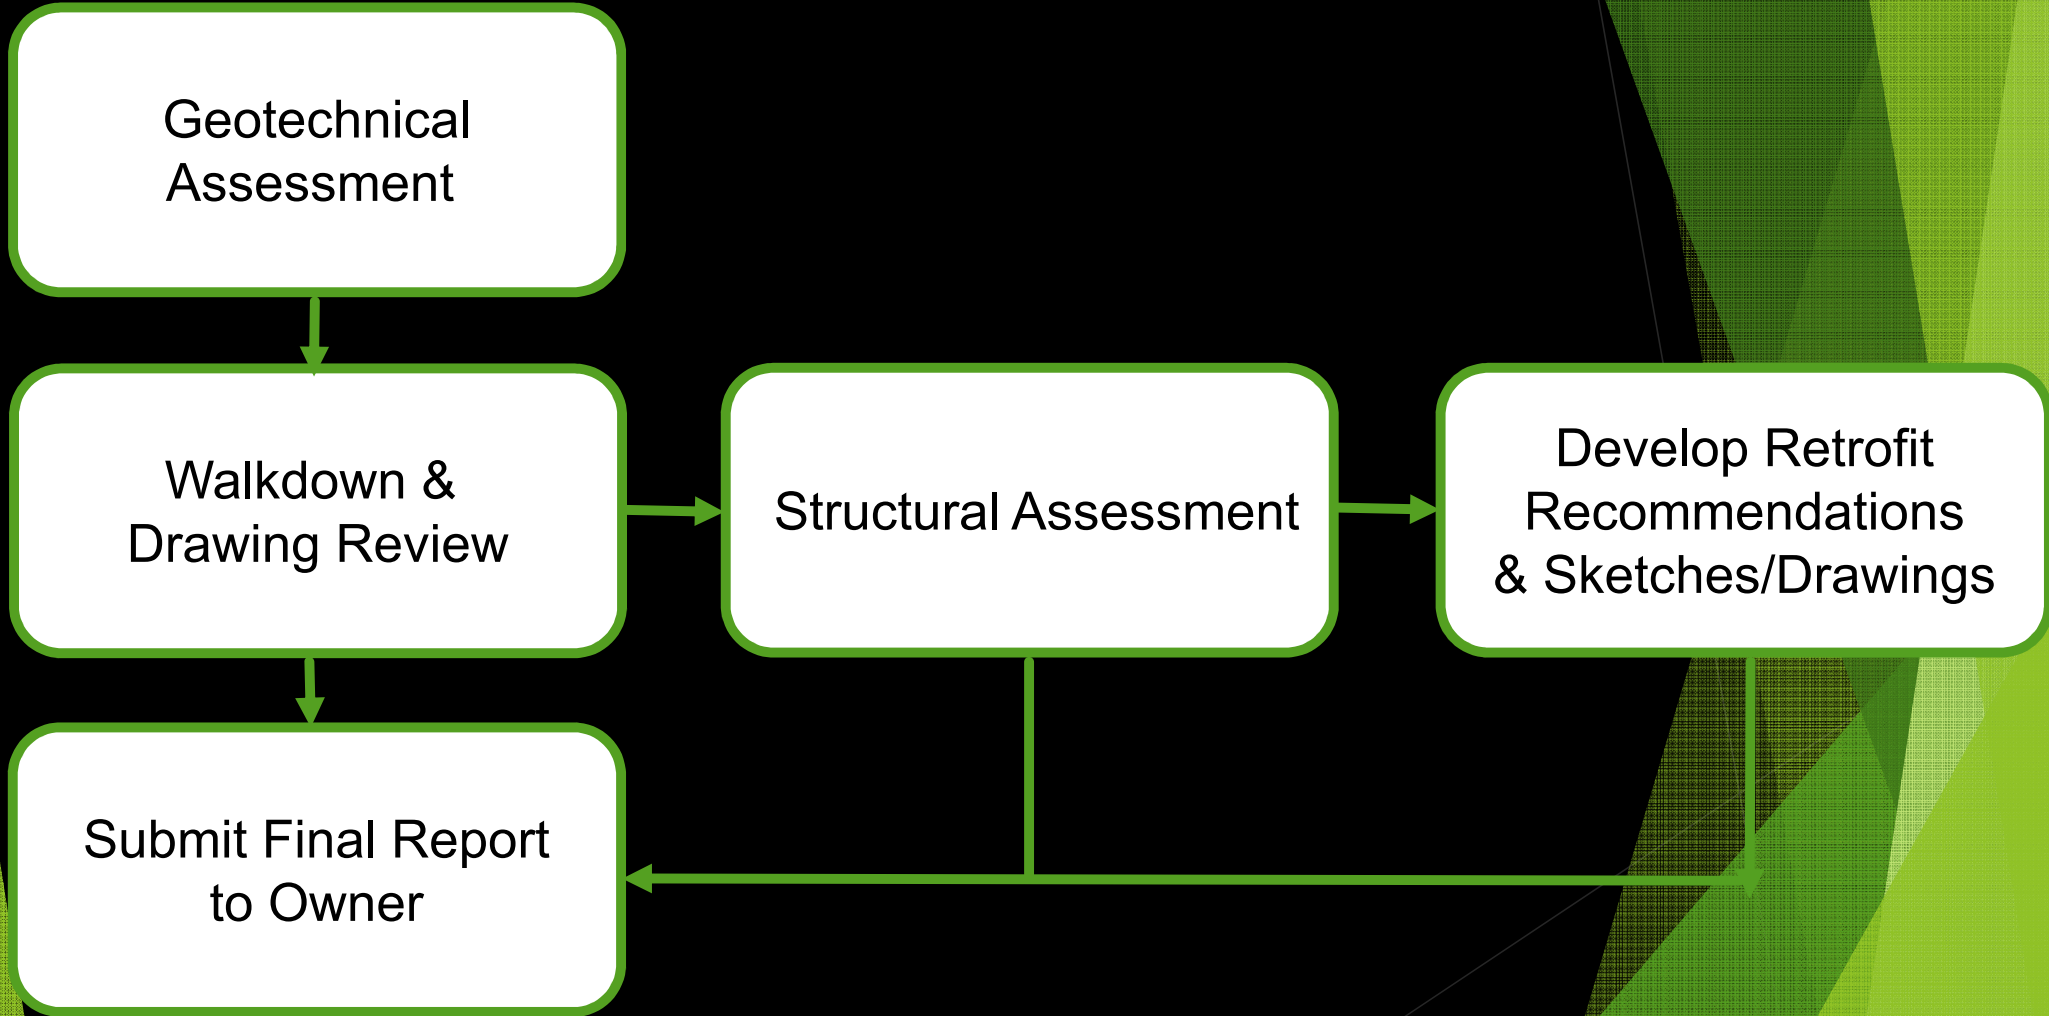 Geotechnical
Assessment
Walkdown &
Drawing Review
Structural Assessment
Develop Retrofit
Recommendations
& Sketches/Drawings
Submit Final Report
to Owner